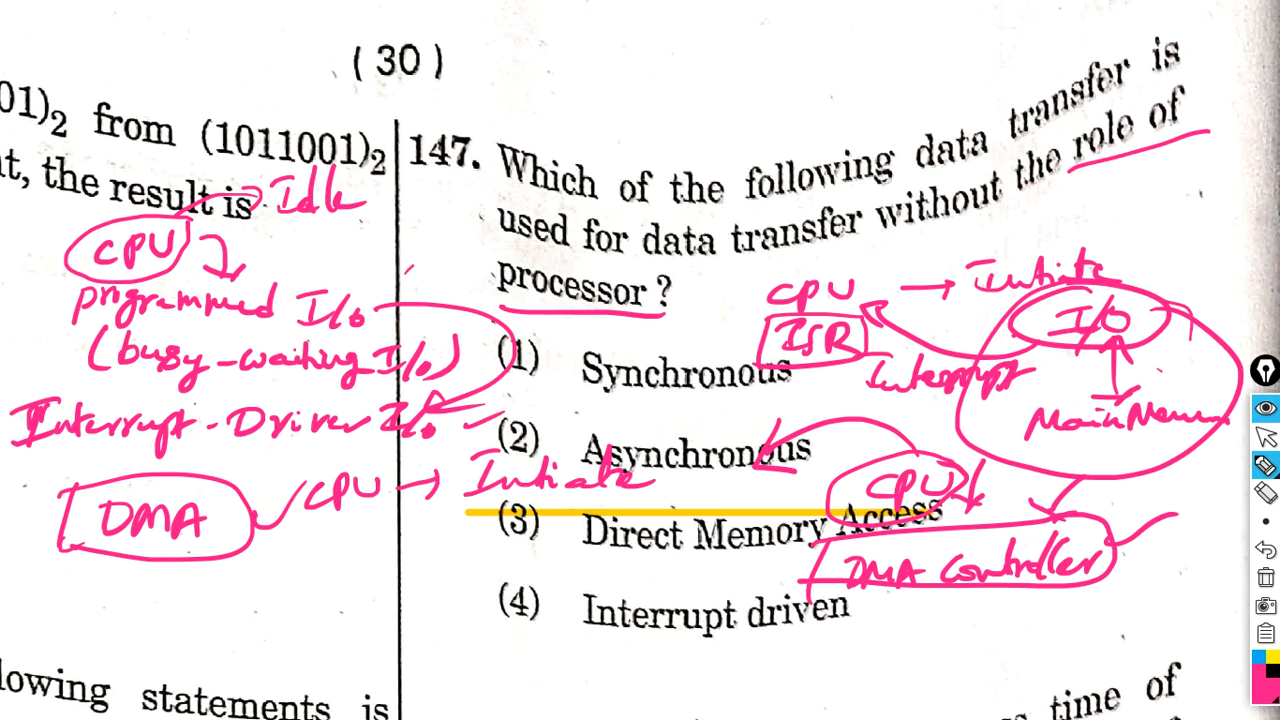 ( 30 )
01)2 from (1011001)2
t, the result is
Idle
CPU
programmed I/o
(busy-waiting I/o)
Interrupt-Driver I/o
DMA
CPU → Initiate
lowing statements is
147. Which of the following data transfer is
used for data transfer without the role of
processor ?
CPU → Intiate
ISR
I/O
Interrupt
Main Memory
(1) Synchronous
(2) Asynchronous
CPU
(3) Direct Memory Access
DMA Controller
(4) Interrupt driven
time of